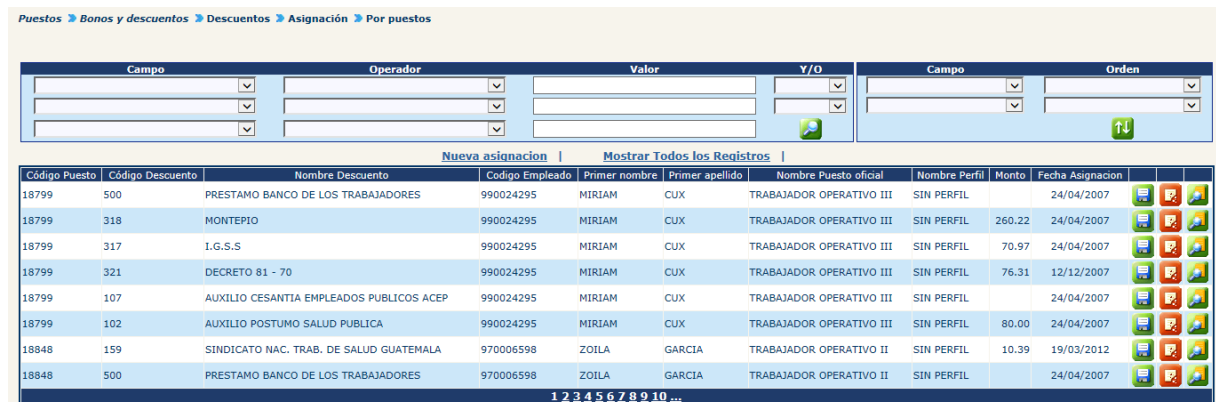 Puestos Bonos y descuentos Descuentos Asignación Por puestos
Campo Operador Valor Y/O Campo Orden
Nueva asignacion | Mostrar Todos los Registros |
Código Puesto Código Descuento Nombre Descuento Codigo Empleado Primer nombre Primer apellido Nombre Puesto oficial Nombre Perfil Monto Fecha Asignacion
18799 500 PRESTAMO BANCO DE LOS TRABAJADORES 990024295 MIRIAM CUX TRABAJADOR OPERATIVO III SIN PERFIL 24/04/2007
18799 318 MONTEPIO 990024295 MIRIAM CUX TRABAJADOR OPERATIVO III SIN PERFIL 260.22 24/04/2007
18799 317 I.G.S.S 990024295 MIRIAM CUX TRABAJADOR OPERATIVO III SIN PERFIL 70.97 24/04/2007
18799 321 DECRETO 81 - 70 990024295 MIRIAM CUX TRABAJADOR OPERATIVO III SIN PERFIL 76.31 12/12/2007
18799 107 AUXILIO CESANTIA EMPLEADOS PUBLICOS ACEP 990024295 MIRIAM CUX TRABAJADOR OPERATIVO III SIN PERFIL 24/04/2007
18799 102 AUXILIO POSTUMO SALUD PUBLICA 990024295 MIRIAM CUX TRABAJADOR OPERATIVO III SIN PERFIL 80.00 24/04/2007
18848 159 SINDICATO NAC. TRAB. DE SALUD GUATEMALA 970006598 ZOILA GARCIA TRABAJADOR OPERATIVO II SIN PERFIL 10.39 19/03/2012
18848 500 PRESTAMO BANCO DE LOS TRABAJADORES 970006598 ZOILA GARCIA TRABAJADOR OPERATIVO II SIN PERFIL 24/04/2007
1 2 3 4 5 6 7 8 9 10 ...